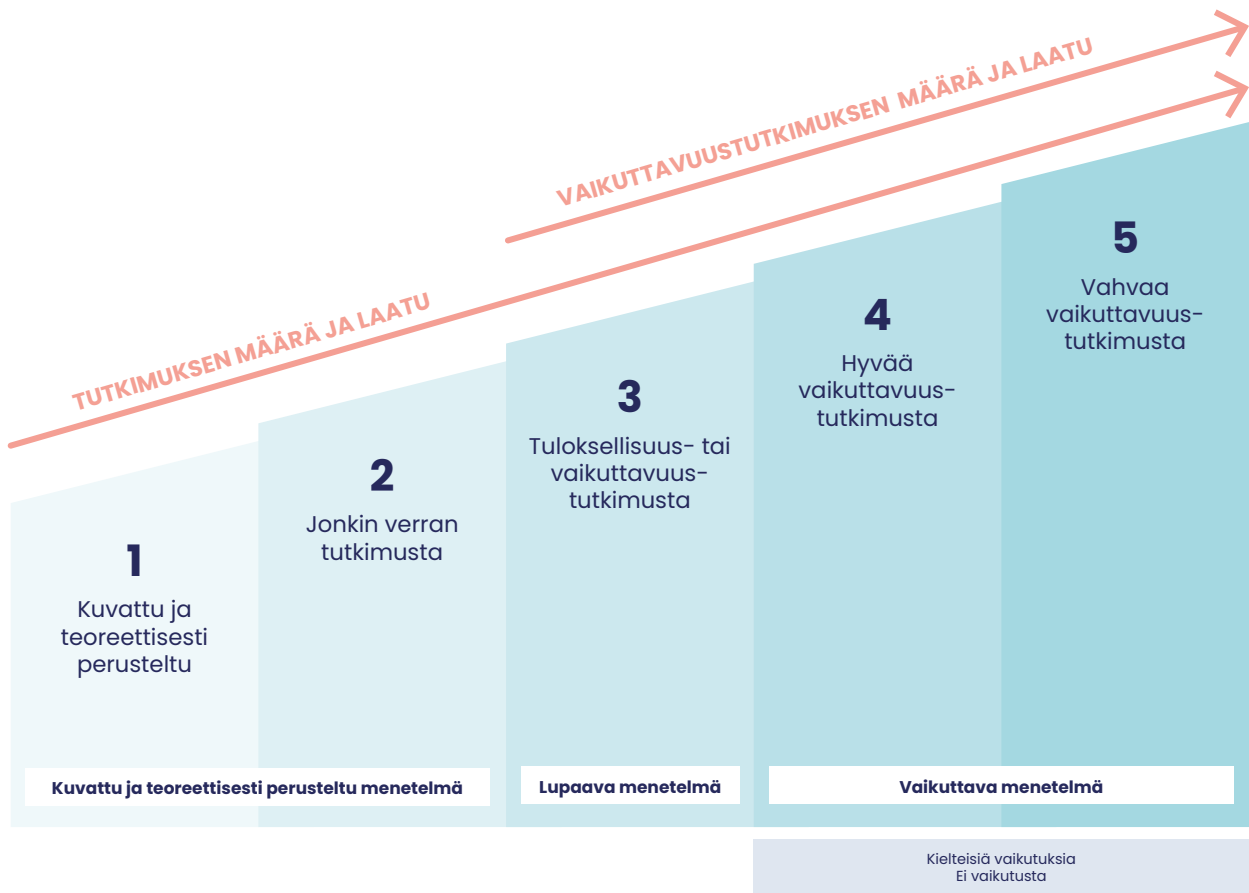 VAIKUTTAVUUSTUTKIMUKSEN MÄÄRÄ JA LAATU
TUTKIMUKSEN MÄÄRÄ JA LAATU
1
Kuvattu ja
teoreettisesti
perusteltu
2
Jonkin verran
tutkimusta
3
Tuloksellisuus- tai
vaikuttavuus-
tutkimusta
4
Hyvää
vaikuttavuus-
tutkimusta
5
Vahvaa
vaikuttavuus-
tutkimusta
Kuvattu ja teoreettisesti perusteltu menetelmä
Lupaava menetelmä
Vaikuttava menetelmä
Kielteisiä vaikutuksia
Ei vaikutusta